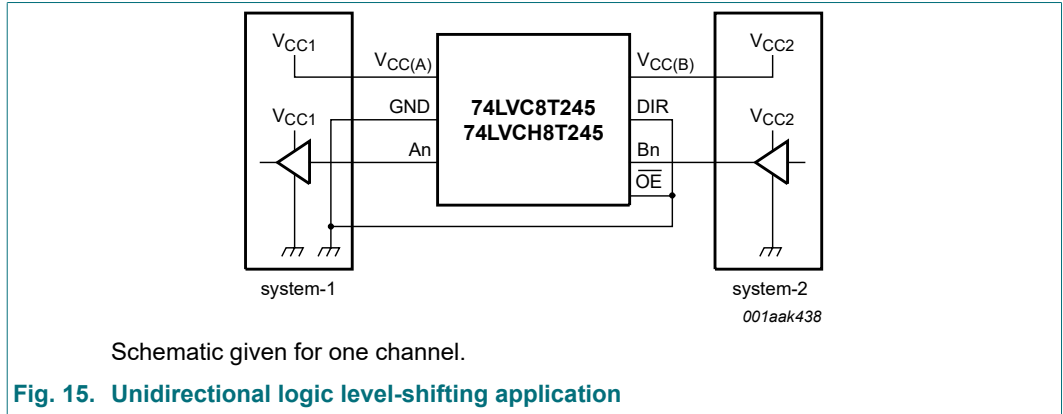 VCC1
VCC(A)
VCC(B)
VCC2
GND
74LVC8T245
74LVCH8T245
DIR
VCC1
VCC2
An
Bn
OE
system-1
system-2
001aak438
Schematic given for one channel.
Fig. 15. Unidirectional logic level-shifting application